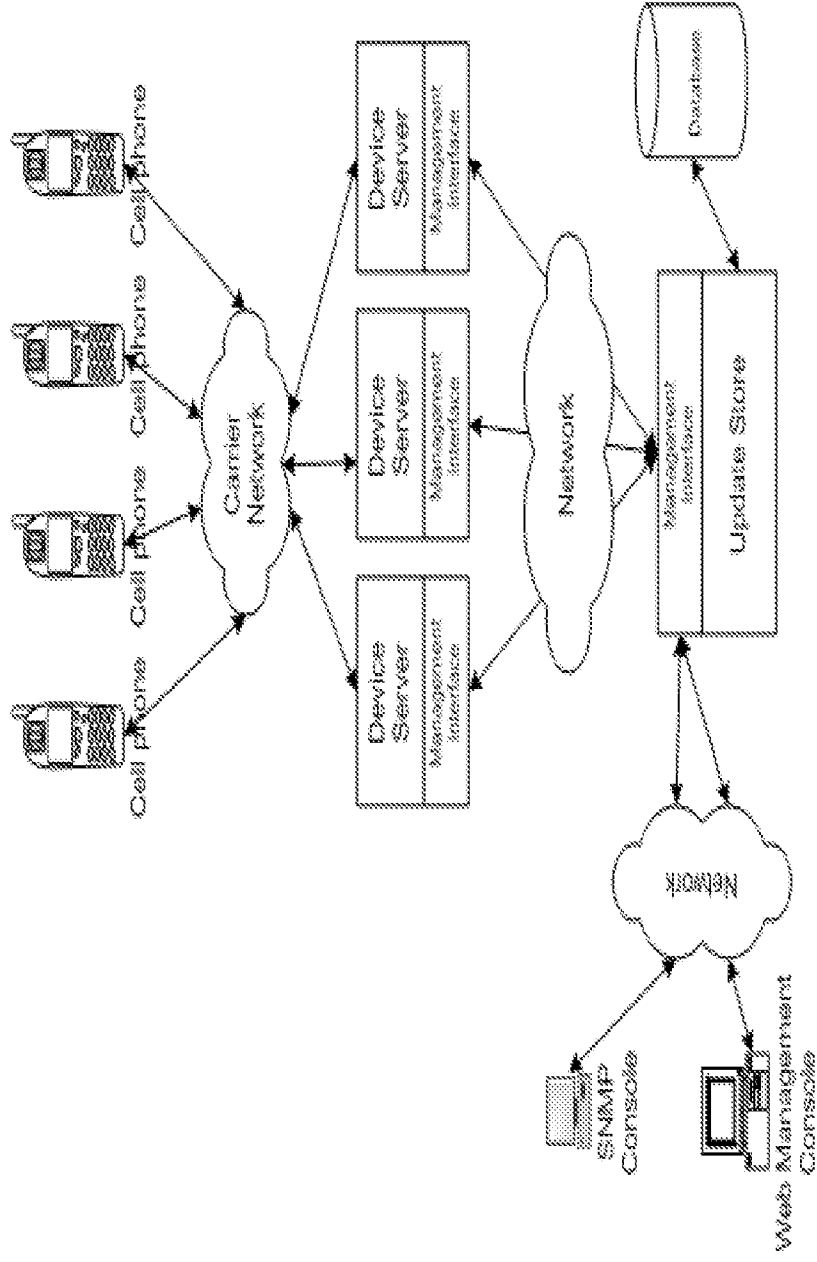 Cell phone
Cell phone
Cell phone
Cell phone
Carrier
Network
Device
Server
Management
Interface
Device
Server
Management
Interface
Device
Server
Management
Interface
Network
Management
Interface
Update Store
Database
Network
SNMP
Console
Web Management
Console